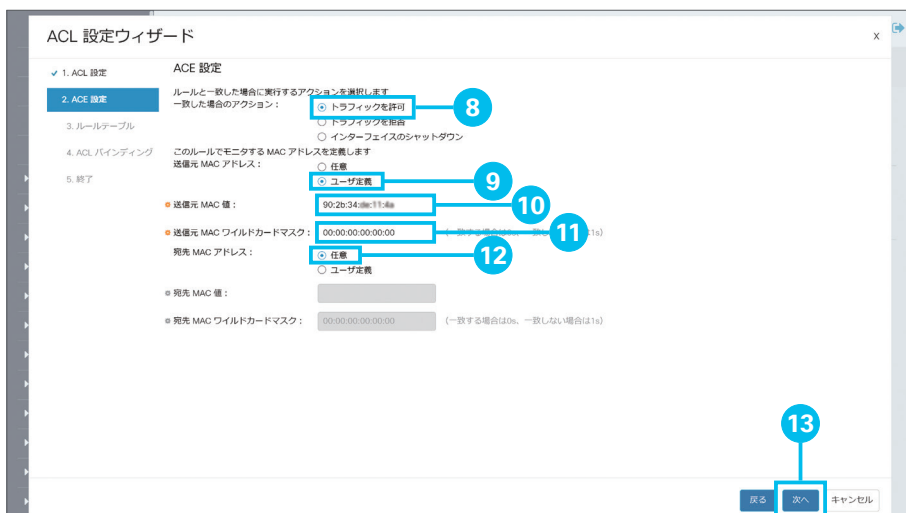 ACL 設定ウィザード
x
✔ 1. ACL 設定
2. ACE 設定
3. ルールテーブル
4. ACL バインディング
5. 終了
ACE 設定
ルールと一致した場合に実行するアクションを選択します
一致した場合のアクション:
トラフィックを許可
8
トラフィックを拒否
インターフェイスのシャットダウン
このルールでモニタする MAC アドレスを定義します
送信元 MAC アドレス:
任意
ユーザ定義
9
送信元 MAC 値:
90:2b:34:
10
送信元 MAC ワイルドカードマスク:
00:00:00:00:00:00
11
宛先 MAC アドレス:
任意
12
ユーザ定義
宛先 MAC 値:
宛先 MAC ワイルドカードマスク:
00:00:00:00:00:00
(一致する場合は0s、一致しない場合は1s)
13
戻る
次へ
キャンセル